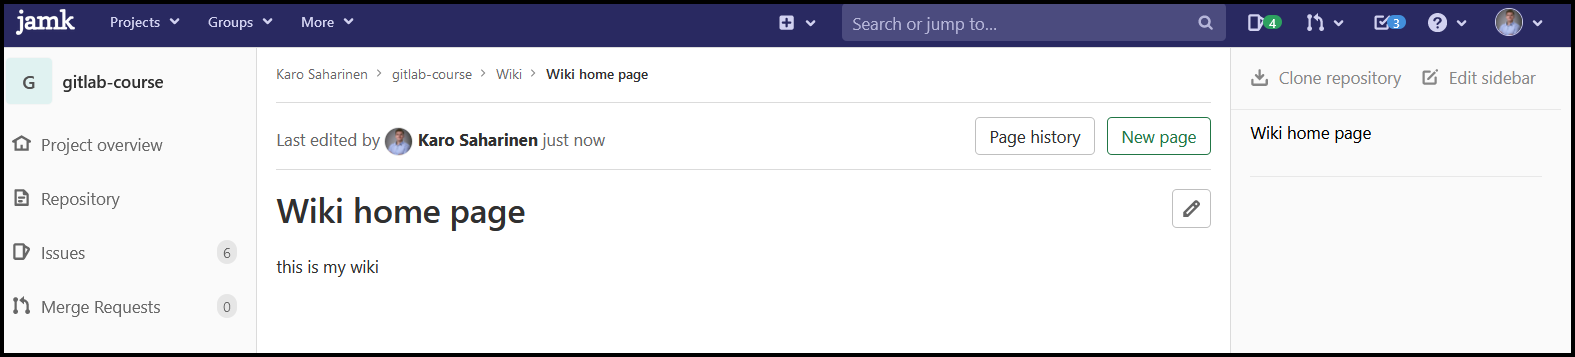 jamk Projects Groups More Search or jump to... 4 3
G gitlab-course
Project overview
Repository
Issues 6
Merge Requests 0
Karo Saharinen > gitlab-course > Wiki > Wiki home page
Last edited by Karo Saharinen just now Page history New page
Wiki home page
this is my wiki
Clone repository Edit sidebar
Wiki home page